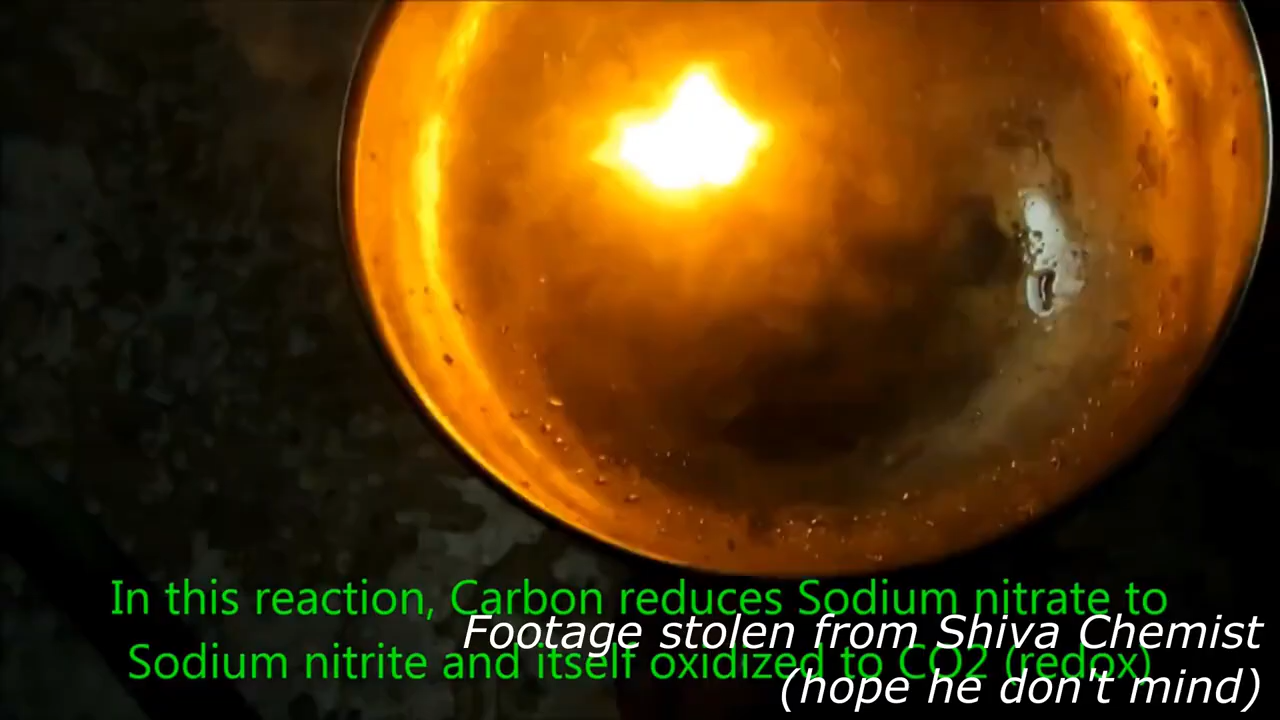 In this reaction, Carbon reduces Sodium nitrate to
Footage stolen from Shiva Chemist
Sodium nitrite and itself oxidized to CO2 (redox)
(hope he don't mind)